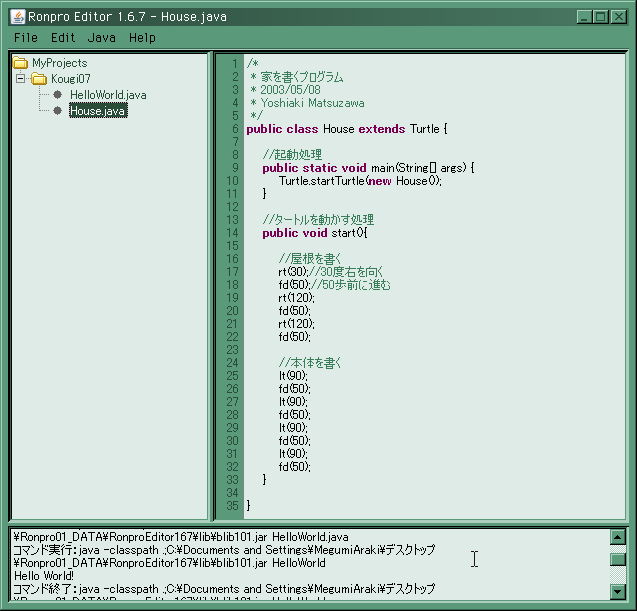 Ronpro Editor 1.6.7 - House.java
File Edit Java Help
MyProjects
Kougi07
HelloWorld.java
House.java
1 /*
2 * 家を書くプログラム
3 * 2003/05/08
4 * Yoshiaki Matsuzawa
5 */
6 public class House extends Turtle {
7
8 //起動処理
9 public static void main(String[] args) {
10 Turtle.startTurtle(new House());
11 }
12
13 //タートルを動かす処理
14 public void start(){
15
16 //屋根を書く
17 rt(30);//30度右を向く
18 fd(50);//50歩前に進む
19 rt(120);
20 fd(50);
21 rt(120);
22 fd(50);
23
24 //本体を書く
25 lt(90);
26 fd(50);
27 lt(90);
28 fd(50);
29 lt(90);
30 fd(50);
31 lt(90);
32 fd(50);
33 }
34
35 }
¥Ronpro01_DATA¥RonproEditor167¥lib¥blib101.jar HelloWorld.java
コマンド実行：java -classpath .;C:¥Documents and Settings¥MegumiAraki¥デスクトップ
¥Ronpro01_DATA¥RonproEditor167¥lib¥blib101.jar HelloWorld
Hello World!
コマンド終了：java -classpath .;C:¥Documents and Settings¥MegumiAraki¥デスクトップ
¥Ronpro01_DATA¥RonproEditor167¥lib¥blib101.jar HelloWorld